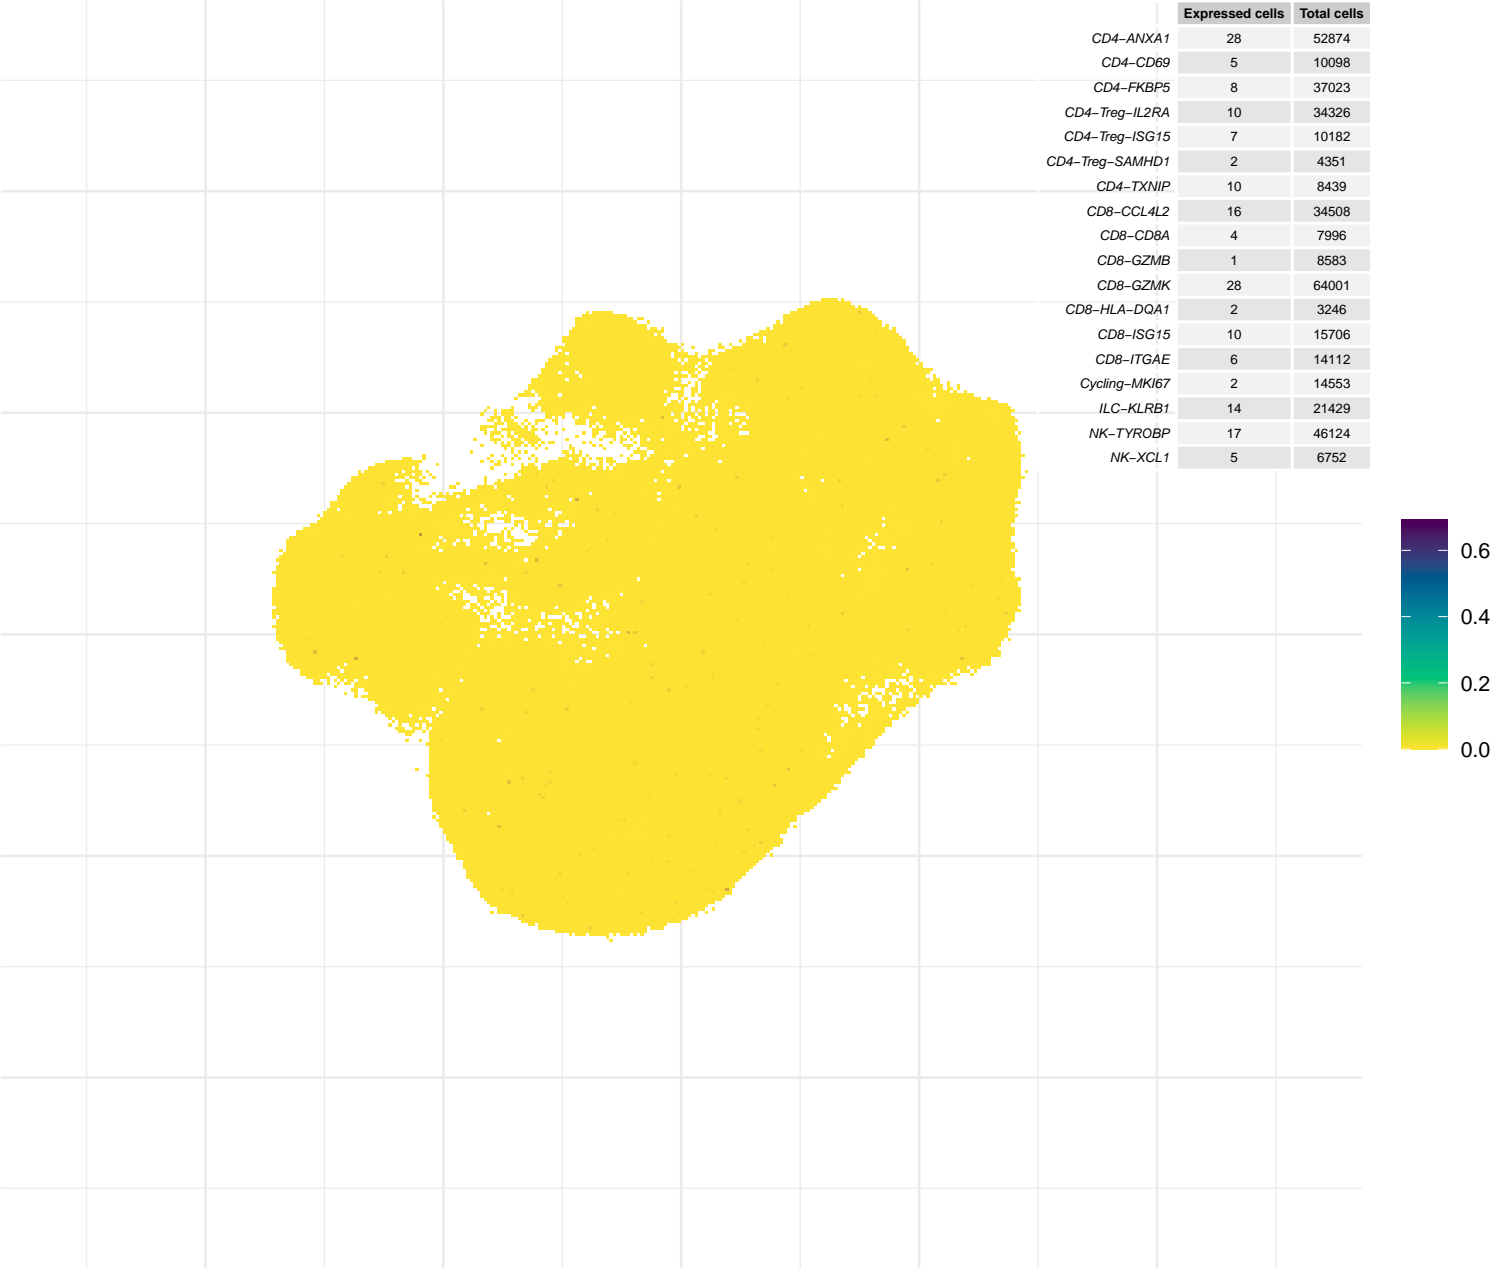 Expressed cells Total cells
CD4−ANXA1 28 52874
CD4−CD69 5 10098
CD4−FKBP5 8 37023
CD4−Treg−IL2RA 10 34326
CD4−Treg−ISG15 7 10182
CD4−Treg−SAMHD1 2 4351
CD4−TXNIP 10 8439
CD8−CCL4L2 16 34508
CD8−CD8A 4 7996
CD8−GZMB 1 8583
CD8−GZMK 28 64001
CD8−HLA−DQA1 2 3246
CD8−ISG15 10 15706
CD8−ITGAE 6 14112
Cycling−MKI67 2 14553
ILC−KLRB1 14 21429
NK−TYROBP 17 46124
NK−XCL1 5 6752
0.6
0.4
0.2
0.0